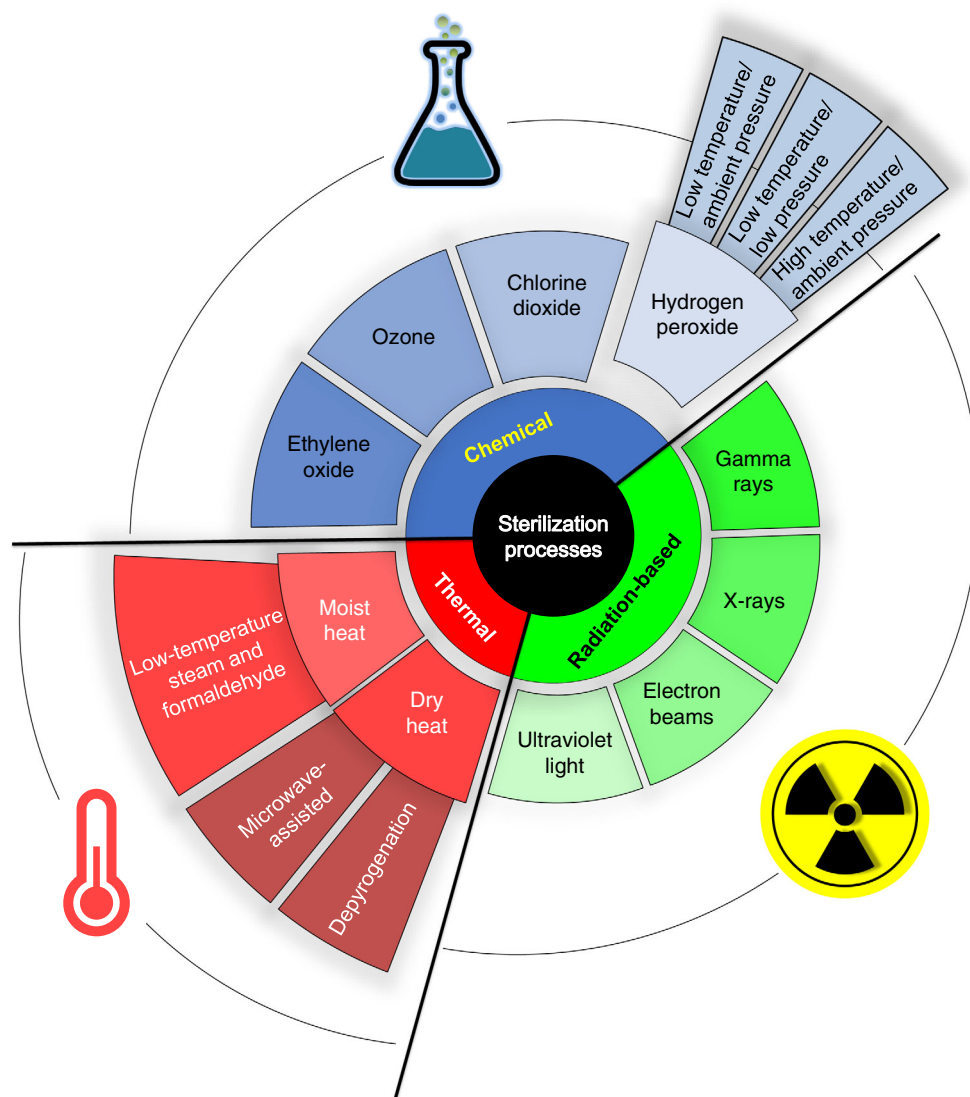 Sterilization
processes
Chemical
Ethylene
oxide
Ozone
Chlorine
dioxide
Hydrogen
peroxide
Low temperature/
ambient pressure
Low temperature/
low pressure
High temperature/
ambient pressure
Radiation-based
Gamma
rays
X-rays
Electron
beams
Ultraviolet
light
Thermal
Moist
heat
Low-temperature
steam and
formaldehyde
Dry
heat
Microwave-
assisted
Depyrogenation